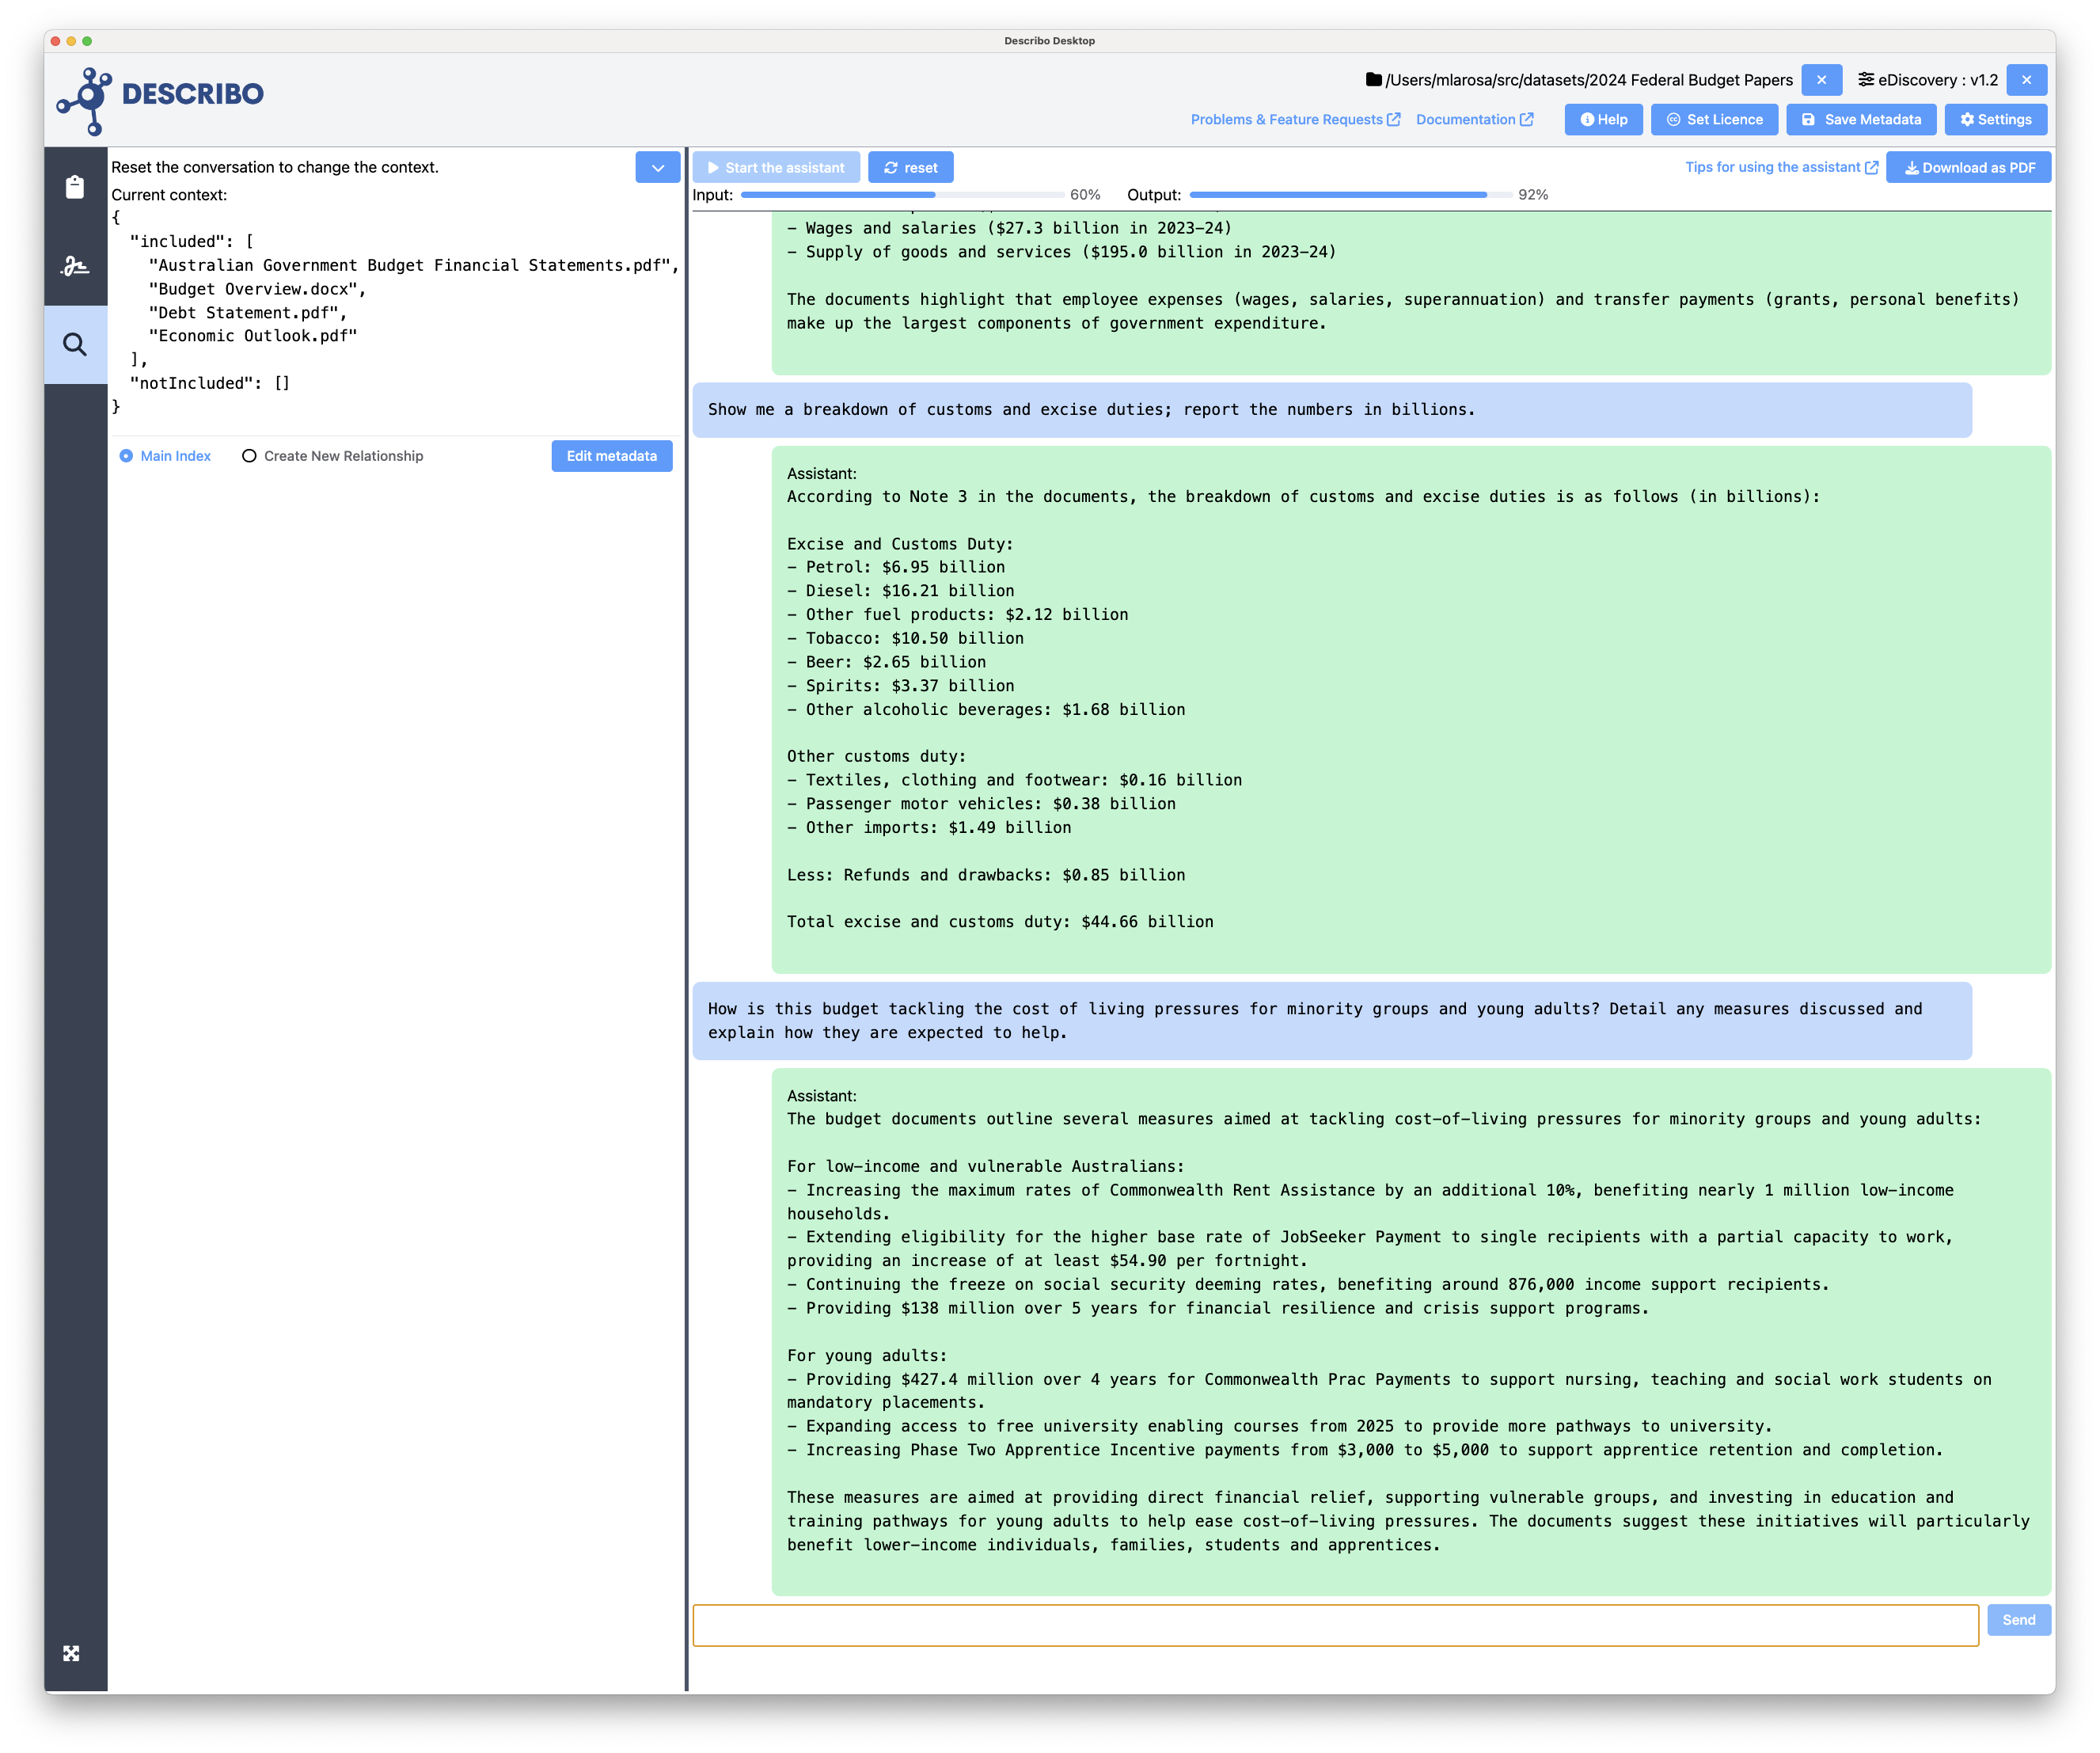 Describo Desktop
DESCRIBO
/Users/mlarosa/src/datasets/2024 Federal Budget Papers
eDiscovery : v1.2
Problems & Feature Requests
Documentation
Help
Set Licence
Save Metadata
Settings
Reset the conversation to change the context.
Current context:
{
"included": [
"Australian Government Budget Financial Statements.pdf",
"Budget Overview.docx",
"Debt Statement.pdf",
"Economic Outlook.pdf"
],
"notIncluded": []
}
Main Index
Create New Relationship
Edit metadata
Start the assistant
reset
Tips for using the assistant
Download as PDF
Input: 60%
Output: 92%
– Wages and salaries ($27.3 billion in 2023–24)
– Supply of goods and services ($195.0 billion in 2023–24)
The documents highlight that employee expenses (wages, salaries, superannuation) and transfer payments (grants, personal benefits)
make up the largest components of government expenditure.
Show me a breakdown of customs and excise duties; report the numbers in billions.
Assistant:
According to Note 3 in the documents, the breakdown of customs and excise duties is as follows (in billions):
Excise and Customs Duty:
– Petrol: $6.95 billion
– Diesel: $16.21 billion
– Other fuel products: $2.12 billion
– Tobacco: $10.50 billion
– Beer: $2.65 billion
– Spirits: $3.37 billion
– Other alcoholic beverages: $1.68 billion
Other customs duty:
– Textiles, clothing and footwear: $0.16 billion
– Passenger motor vehicles: $0.38 billion
– Other imports: $1.49 billion
Less: Refunds and drawbacks: $0.85 billion
Total excise and customs duty: $44.66 billion
How is this budget tackling the cost of living pressures for minority groups and young adults? Detail any measures discussed and
explain how they are expected to help.
Assistant:
The budget documents outline several measures aimed at tackling cost–of–living pressures for minority groups and young adults:
For low–income and vulnerable Australians:
– Increasing the maximum rates of Commonwealth Rent Assistance by an additional 10%, benefiting nearly 1 million low–income
households.
– Extending eligibility for the higher base rate of JobSeeker Payment to single recipients with a partial capacity to work,
providing an increase of at least $54.90 per fortnight.
– Continuing the freeze on social security deeming rates, benefiting around 876,000 income support recipients.
– Providing $138 million over 5 years for financial resilience and crisis support programs.
For young adults:
– Providing $427.4 million over 4 years for Commonwealth Prac Payments to support nursing, teaching and social work students on
mandatory placements.
– Expanding access to free university enabling courses from 2025 to provide more pathways to university.
– Increasing Phase Two Apprentice Incentive payments from $3,000 to $5,000 to support apprentice retention and completion.
These measures are aimed at providing direct financial relief, supporting vulnerable groups, and investing in education and
training pathways for young adults to help ease cost–of–living pressures. The documents suggest these initiatives will particularly
benefit lower–income individuals, families, students and apprentices.
Send